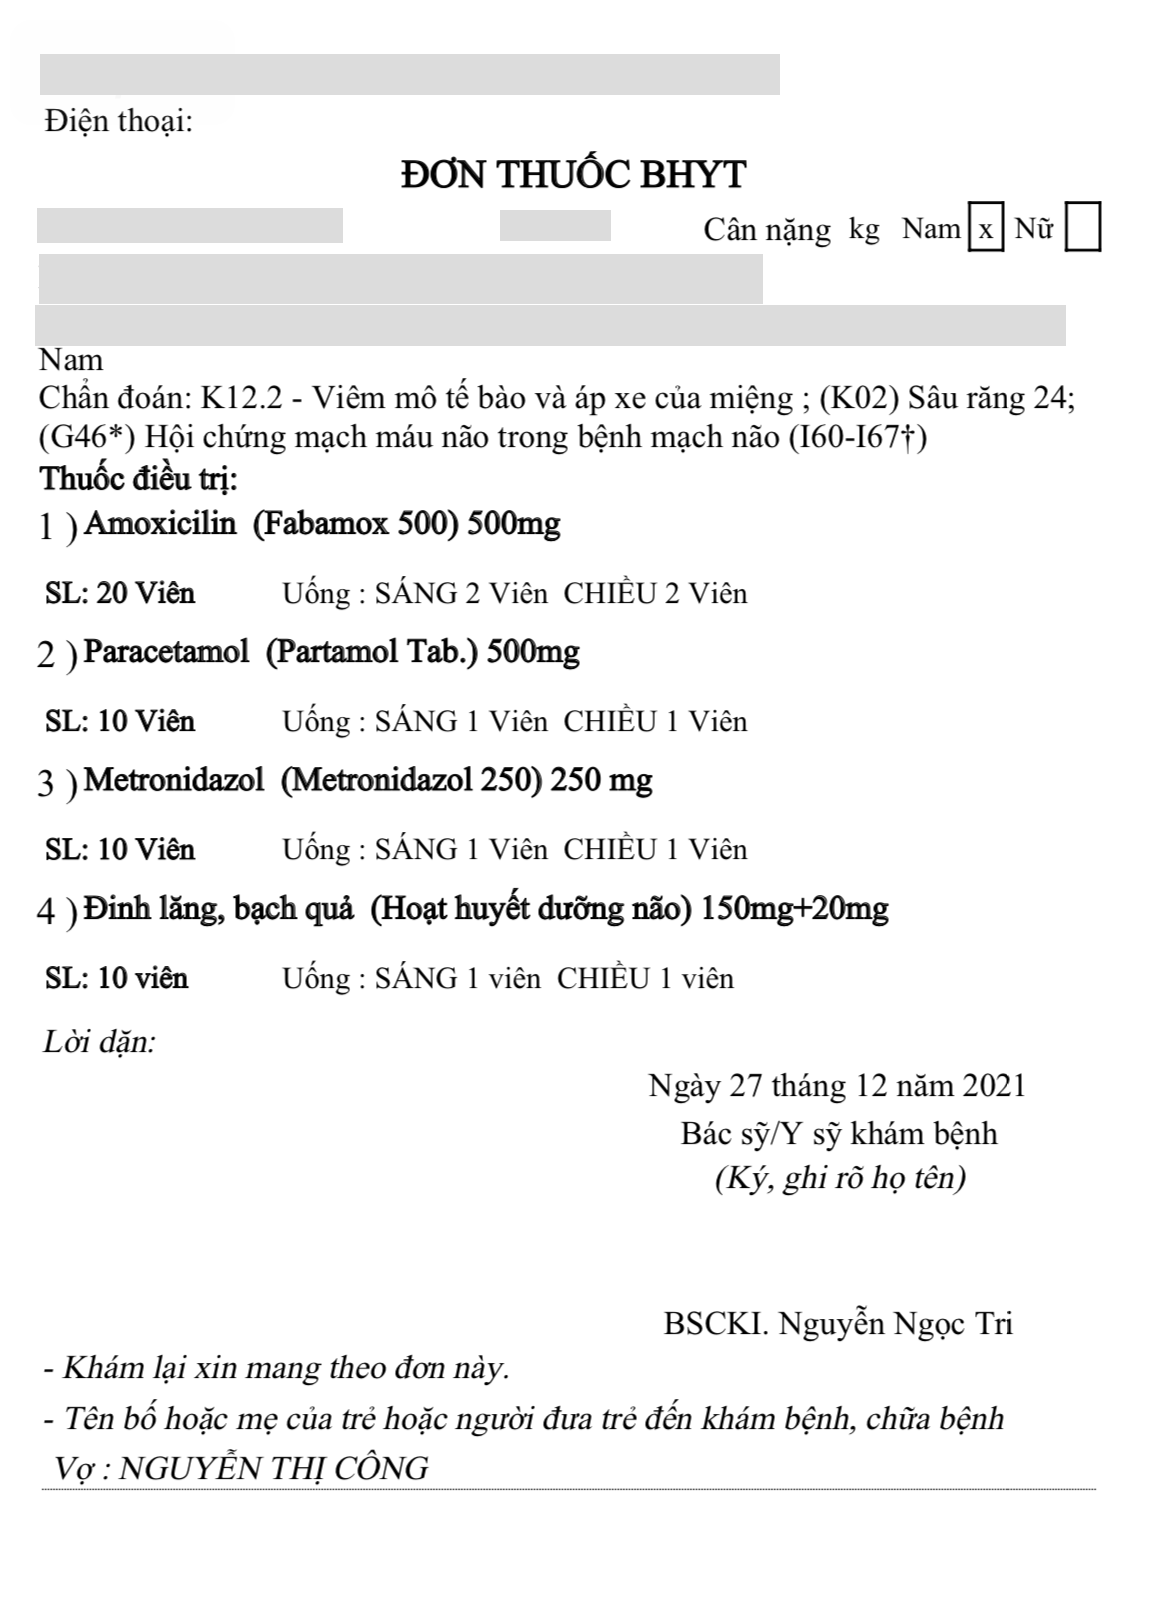 Điện thoại:
ĐƠN THUỐC BHYT
Cân nặng kg Nam x Nữ
Nam
Chẩn đoán: K12.2 - Viêm mô tế bào và áp xe của miệng ; (K02) Sâu răng 24;
(G46*) Hội chứng mạch máu não trong bệnh mạch não (I60-I67†)
Thuốc điều trị:
1 ) Amoxicilin (Fabamox 500) 500mg
SL: 20 Viên Uống : SÁNG 2 Viên CHIỀU 2 Viên
2 ) Paracetamol (Partamol Tab.) 500mg
SL: 10 Viên Uống : SÁNG 1 Viên CHIỀU 1 Viên
3 ) Metronidazol (Metronidazol 250) 250 mg
SL: 10 Viên Uống : SÁNG 1 Viên CHIỀU 1 Viên
4 ) Đinh lăng, bạch quả (Hoạt huyết dưỡng não) 150mg+20mg
SL: 10 viên Uống : SÁNG 1 viên CHIỀU 1 viên
Lời dặn:
Ngày 27 tháng 12 năm 2021
Bác sỹ/Y sỹ khám bệnh
(Ký, ghi rõ họ tên)
BSCKI. Nguyễn Ngọc Tri
- Khám lại xin mang theo đơn này.
- Tên bố hoặc mẹ của trẻ hoặc người đưa trẻ đến khám bệnh, chữa bệnh
Vợ : NGUYỄN THỊ CÔNG